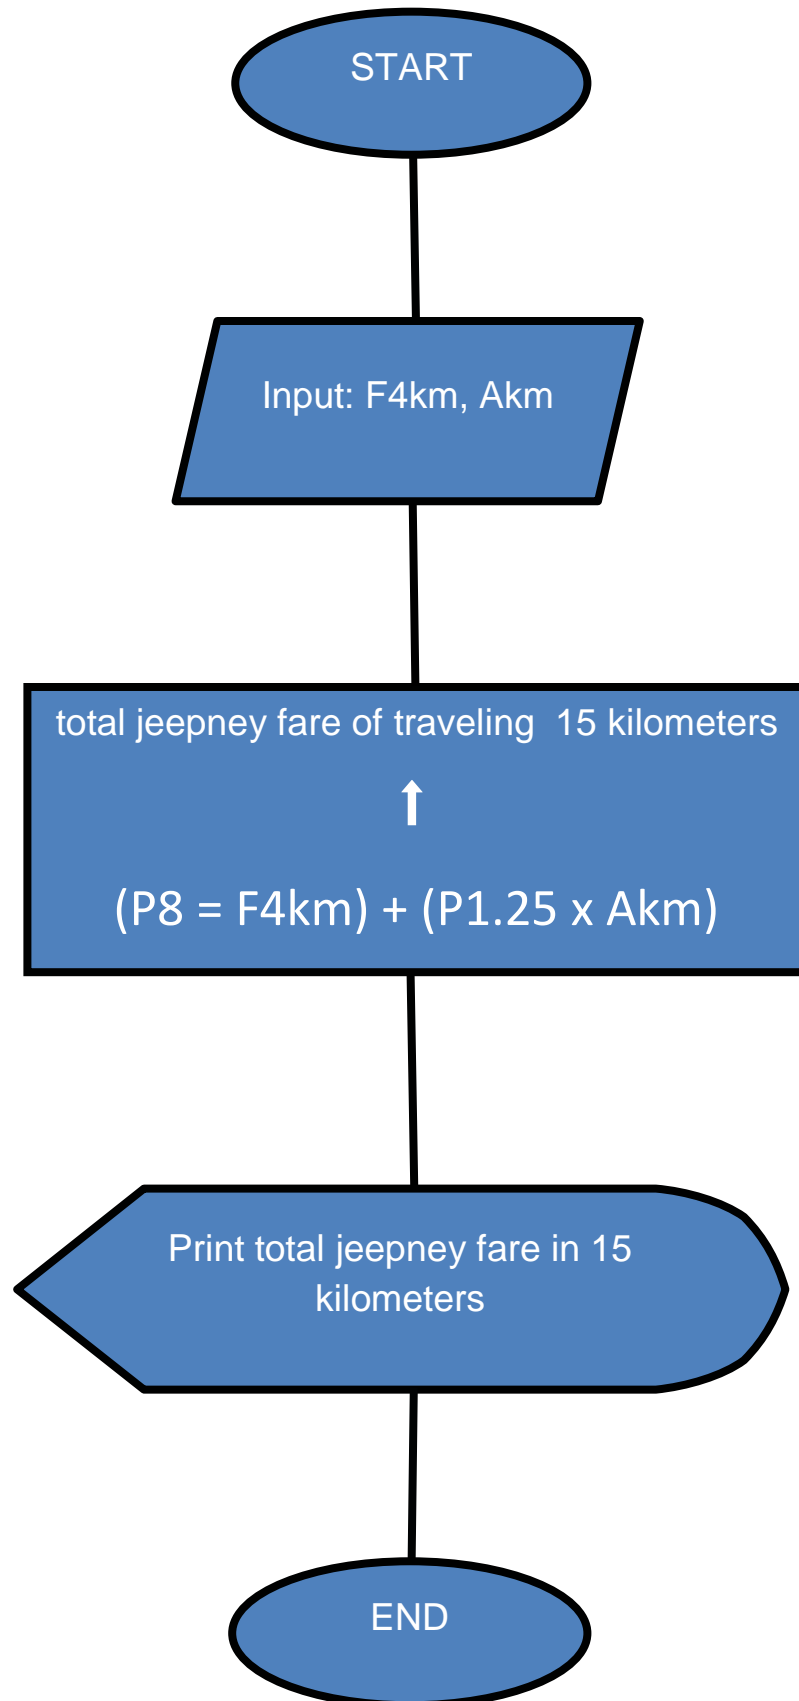 START
Input: F4km, Akm
total jeepney fare of traveling  15 kilometers
(P8 = F4km) + (P1.25 x Akm)
Print total jeepney fare in 15
kilometers
END